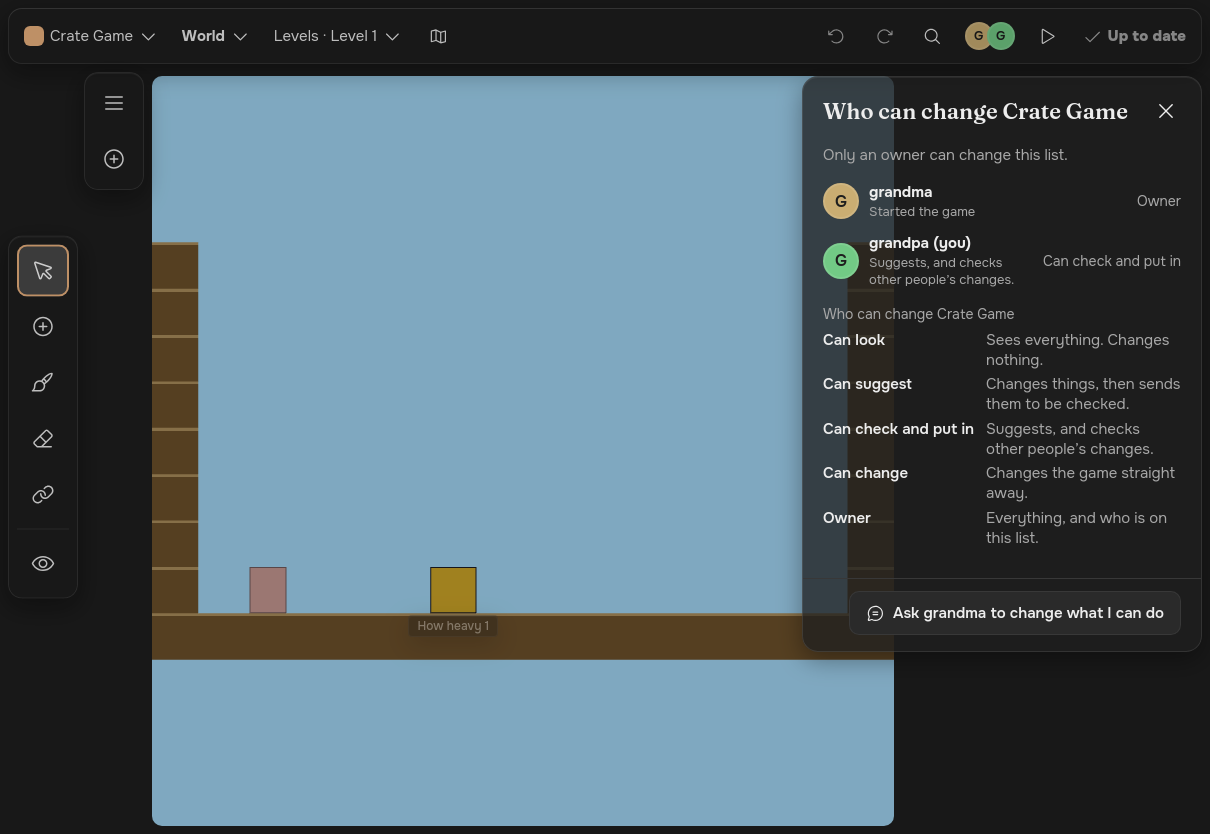 Crate Game
World
Levels · Level 1
G
G
Up to date
Who can change Crate Game
Only an owner can change this list.
G
grandma
Started the game
Owner
G
grandpa (you)
Suggests, and checks
other people’s changes.
Can check and put in
Who can change Crate Game
Can look
Sees everything. Changes
nothing.
Can suggest
Changes things, then sends
them to be checked.
Can check and put in
Suggests, and checks
other people’s changes.
Can change
Changes the game straight
away.
Owner
Everything, and who is on
this list.
Ask grandma to change what I can do
How heavy 1